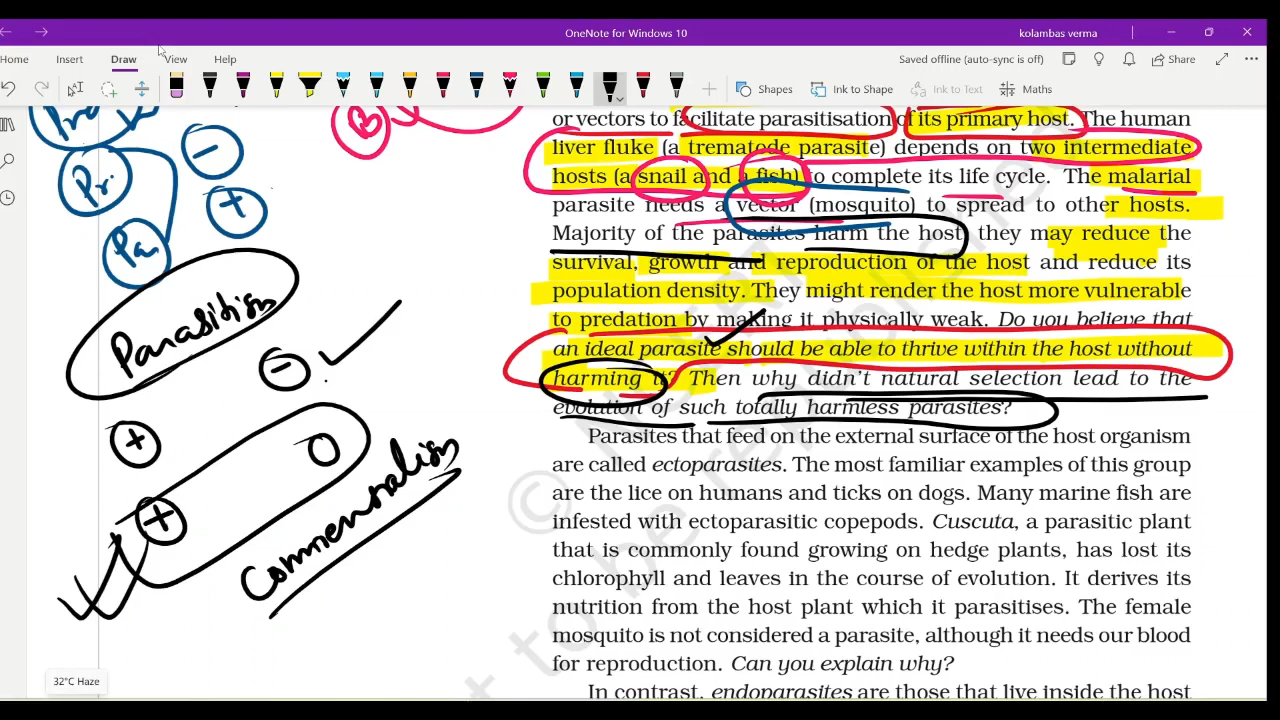 OneNote for Windows 10
kolambas verma
Home Insert Draw View Help
Saved offline (auto-sync is off)
Share
Shapes
Ink to Shape
Ink to Text
Maths
or vectors to facilitate parasitisation of its primary host. The human
liver fluke (a trematode parasite) depends on two intermediate
hosts (a snail and a fish) to complete its life cycle. The malarial
parasite needs a vector (mosquito) to spread to other hosts.
Majority of the parasites harm the host; they may reduce the
survival, growth and reproduction of the host and reduce its
population density. They might render the host more vulnerable
to predation by making it physically weak. Do you believe that
an ideal parasite should be able to thrive within the host without
harming it? Then why didn't natural selection lead to the
evolution of such totally harmless parasites?
Parasites that feed on the external surface of the host organism
are called ectoparasites. The most familiar examples of this group
are the lice on humans and ticks on dogs. Many marine fish are
infested with ectoparasitic copepods. Cuscuta, a parasitic plant
that is commonly found growing on hedge plants, has lost its
chlorophyll and leaves in the course of evolution. It derives its
nutrition from the host plant which it parasitises. The female
mosquito is not considered a parasite, although it needs our blood
for reproduction. Can you explain why?
In contrast, endoparasites are those that live inside the host
B
Pr.
−
+
Pa
Parasitism
−
+
O
+
Commensalism
32°C Haze